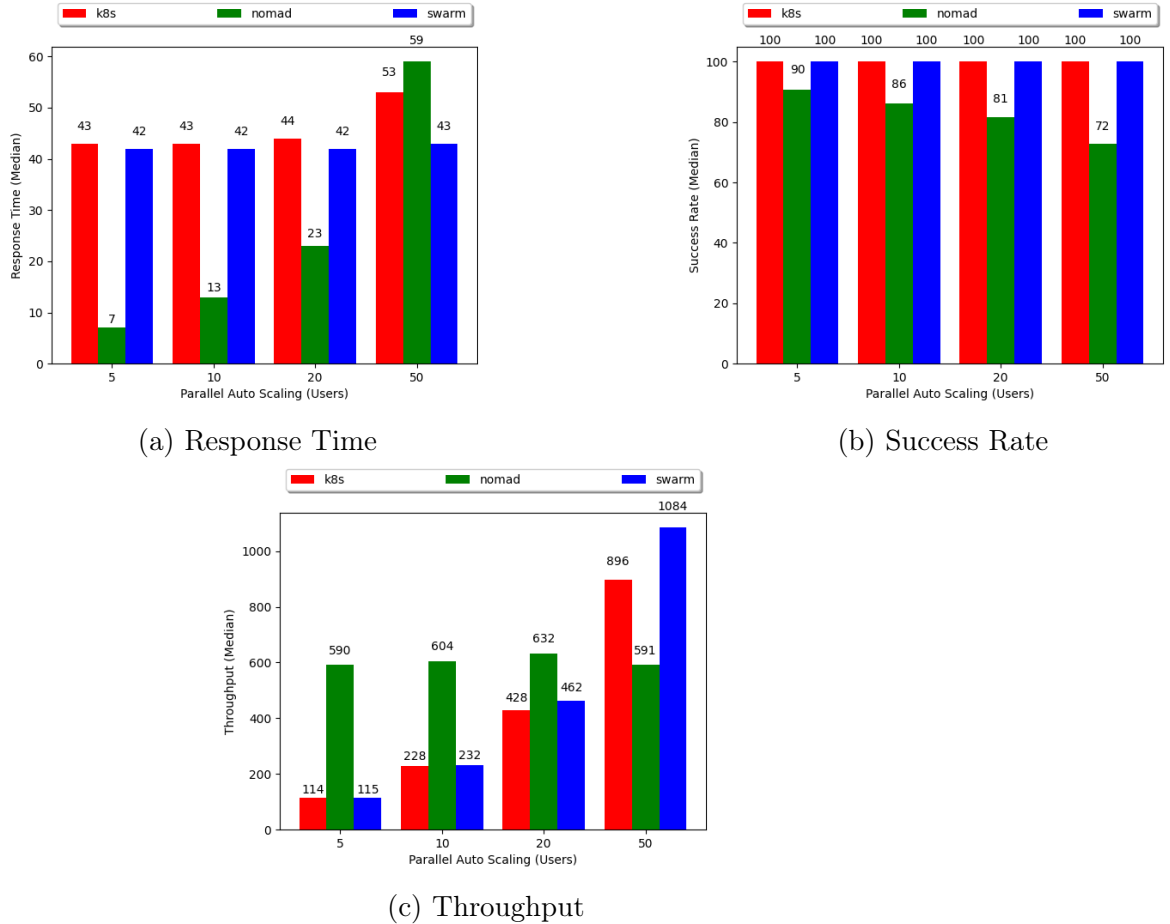 k8s nomad swarm
59
60
53
50
43 42 43 42 44 42 43
40
30
23
20
13
10
7
0
5 10 20 50
Response Time (Median)
Parallel Auto Scaling (Users)
(a) Response Time
k8s nomad swarm
100 100 100 100 100 100 100 100
100
90
86
81
80
72
60
40
20
0
5 10 20 50
Success Rate (Median)
Parallel Auto Scaling (Users)
(b) Success Rate
k8s nomad swarm
1084
1000
896
800
590 604 632 591
600
428 462
400
228 232
200
114 115
0
5 10 20 50
Throughput (Median)
Parallel Auto Scaling (Users)
(c) Throughput